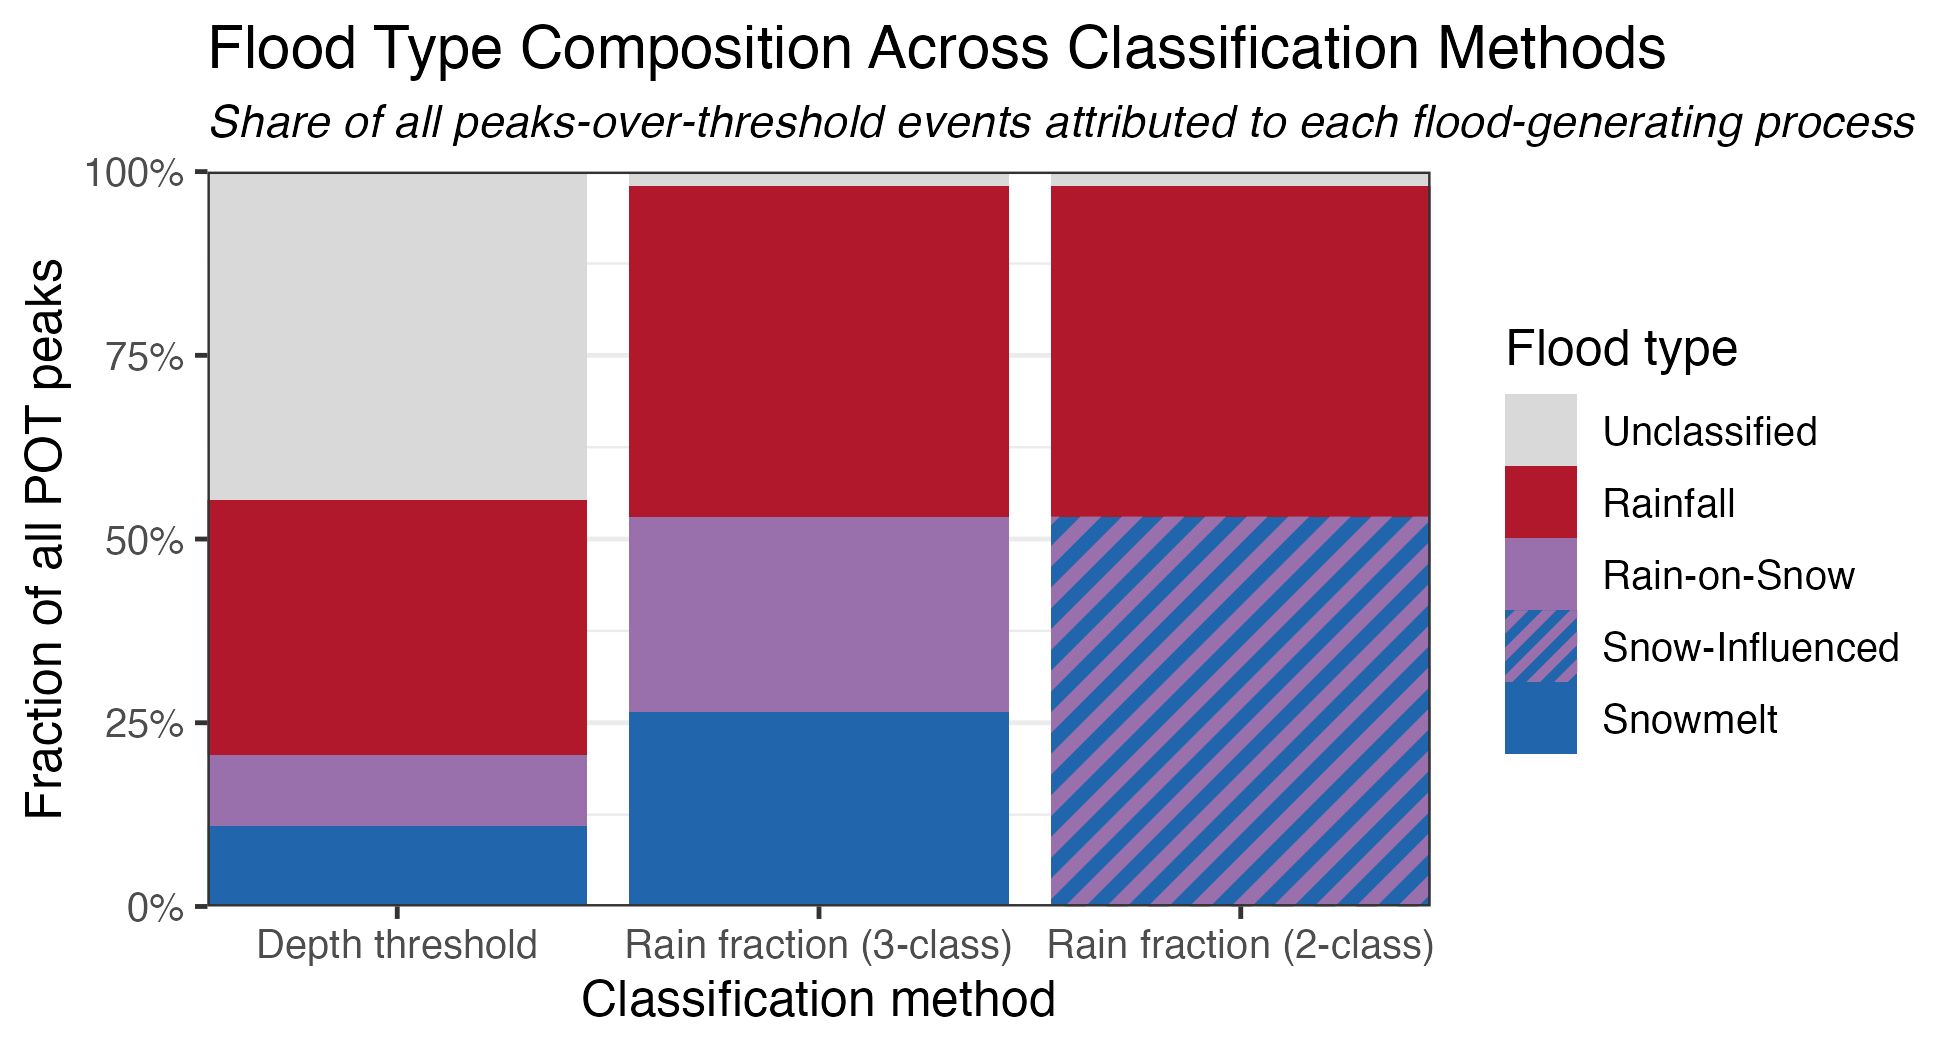 Flood Type Composition Across Classification Methods
Share of all peaks-over-threshold events attributed to each flood-generating process
Fraction of all POT peaks
100%
75%
50%
25%
0%
Depth threshold
Rain fraction (3-class)
Rain fraction (2-class)
Classification method
Flood type
Unclassified
Rainfall
Rain-on-Snow
Snow-Influenced
Snowmelt